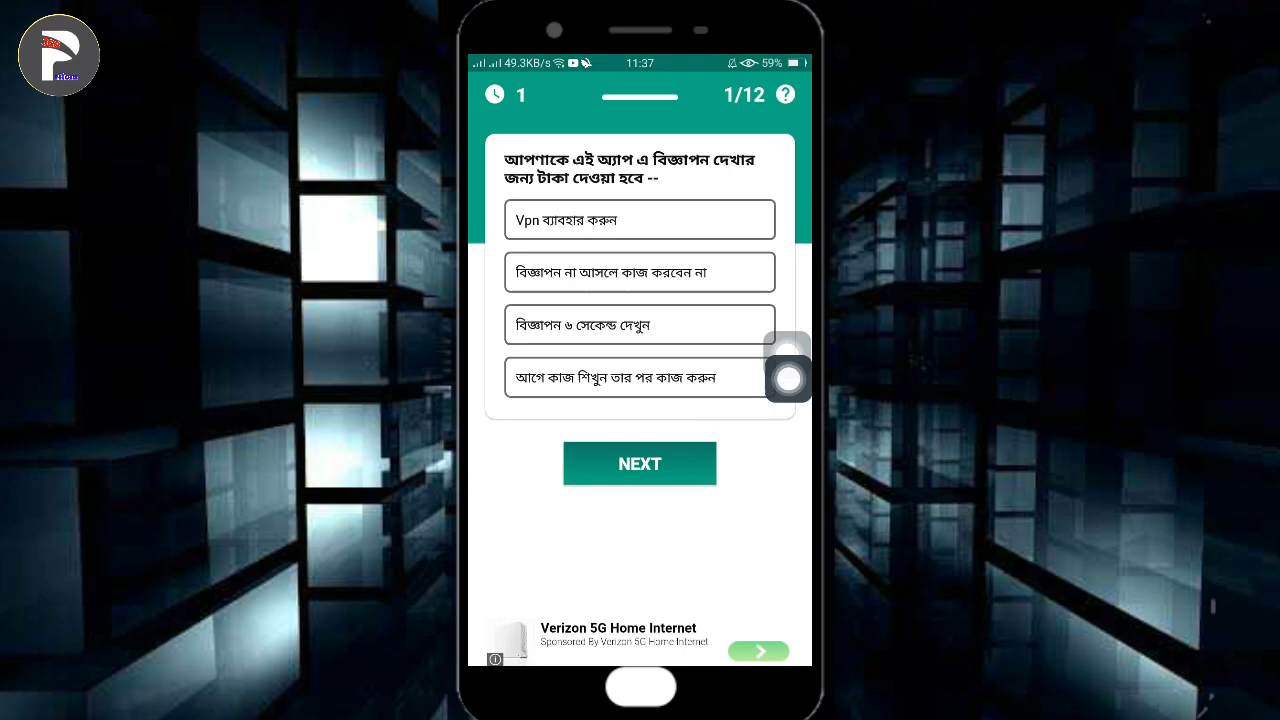 P
49.3KB/s
11:37
59%
1
1/12
আপণাকে এই অ্যাপ এ বিজ্ঞাপন দেখার
জন্য টাকা দেওয়া হবে --
Vpn ব্যাবহার করুন
বিজ্ঞাপন না আসলে কাজ করবেন না
বিজ্ঞাপন ৬ সেকেন্ড দেখুন
আগে কাজ শিখুন তার পর কাজ করুন
NEXT
Verizon 5G Home Internet
Sponsored By Verizon 5G Home Internet